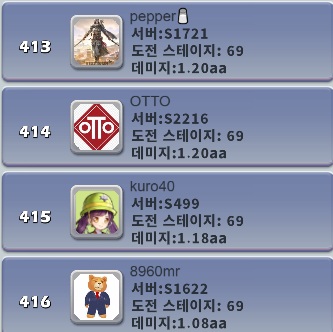 413
pepper🧂
서버:S1721
도전 스테이지: 69
데미지:1.20aa
414
OTTO
OTTO
서버:S2216
도전 스테이지: 69
데미지:1.20aa
415
kuro40
서버:S499
도전 스테이지: 69
데미지:1.18aa
416
8960mr
서버:S1622
도전 스테이지: 69
데미지:1.08aa